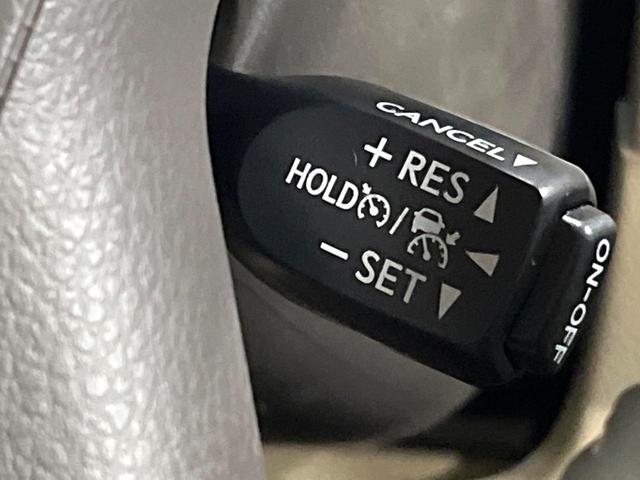 CANCEL▼
+ RES ▲
HOLD / ◀
− SET ▼
ON-OFF